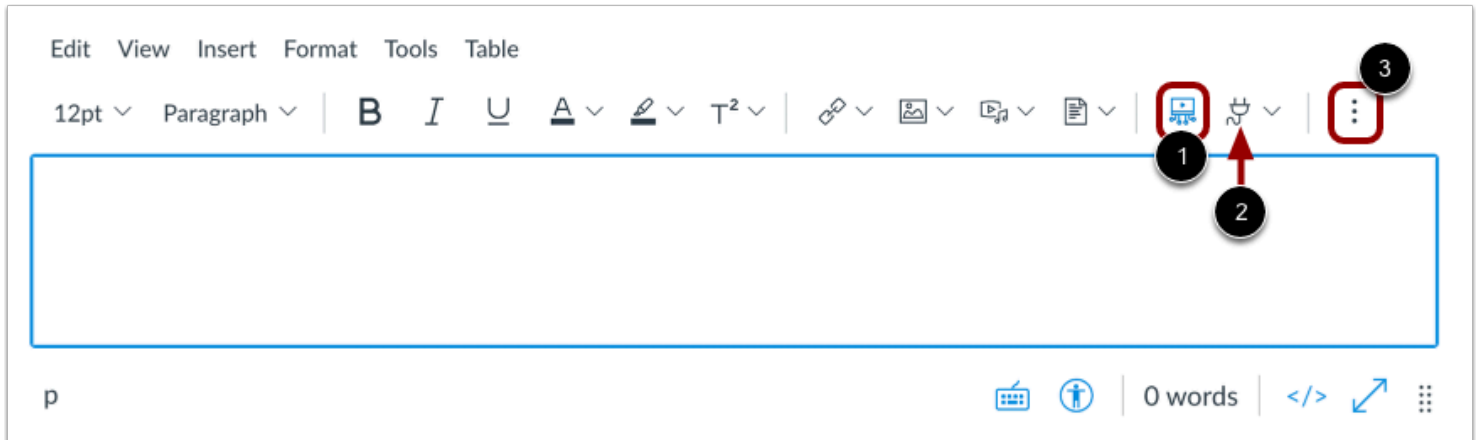 Edit View Insert Format Tools Table
3
12pt Paragraph B I U A T²
1
2
p 0 words </>